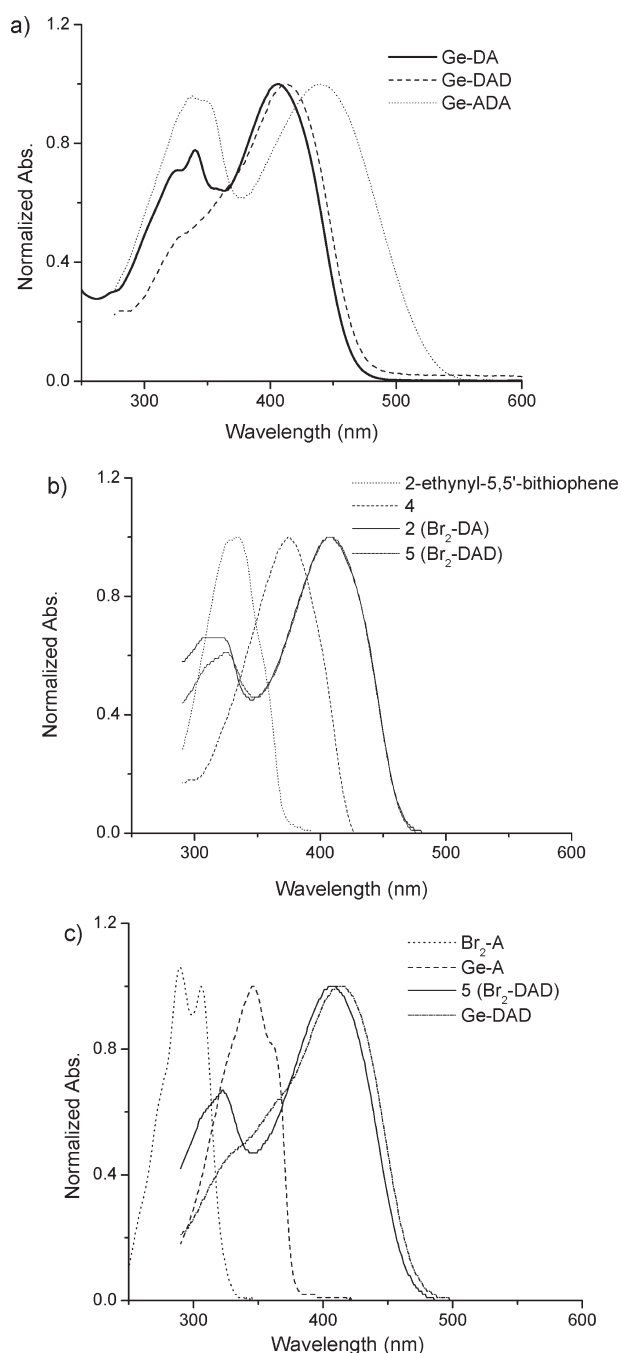 a)
1.2
0.8
0.4
0.0
Normalized Abs.
Ge-DA
Ge-DAD
Ge-ADA
300
400
500
600
Wavelength (nm)
b)
1.2
0.8
0.4
0.0
Normalized Abs.
2-ethynyl-5,5'-bithiophene
4
2 (Br₂-DA)
5 (Br₂-DAD)
300
400
500
600
Wavelength (nm)
c)
1.2
0.8
0.4
0.0
Normalized Abs.
Br₂-A
Ge-A
5 (Br₂-DAD)
Ge-DAD
300
400
500
600
Wavelength (nm)